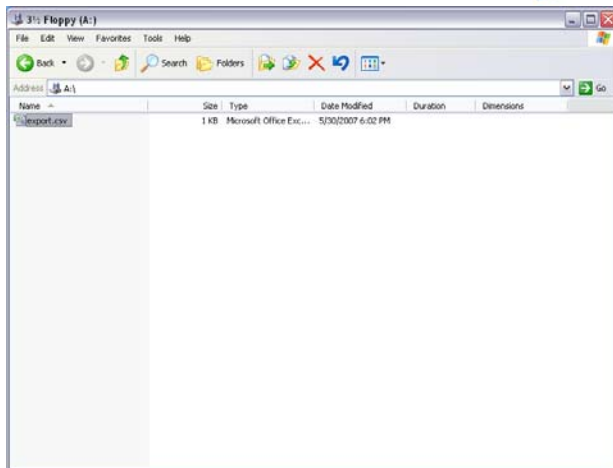 3½ Floppy (A:)
File Edit View Favorites Tools Help
Back Search Folders
Address A:\ Go
Name Size Type Date Modified Duration Dimensions
export.csv 1 KB Microsoft Office Exc... 5/30/2007 6:02 PM